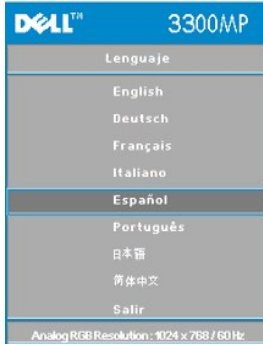 DELL™ 3300MP
Lenguaje
English
Deutsch
Français
Italiano
Español
Português
日本語
简体中文
Salir
Analog RGB Resolution : 1024 x 768 / 60 Hz